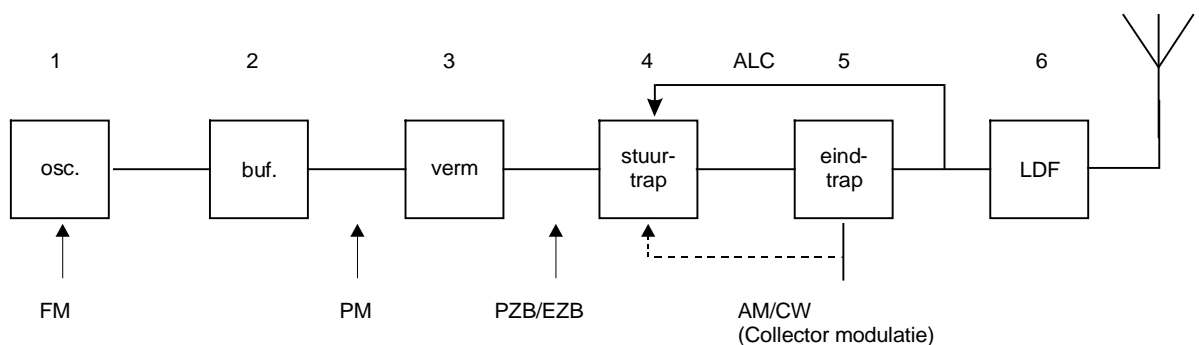 1 2 3 4 ALC 5 6
osc. buf. verm stuur- eind- LDF
trap trap
FM PM PZB/EZB AM/CW
(Collector modulatie)